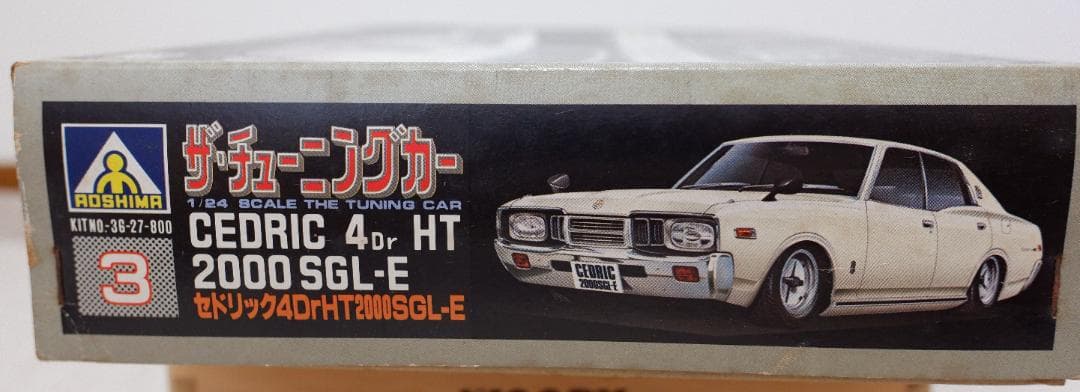 AOSHIMA
KIT NO.-36-27-800
3
ザ・チューニングカー
1/24 SCALE THE TUNING CAR
CEDRIC 4Dr HT
2000 SGL-E
セドリック4DrHT2000SGL-E
CEDRIC
2000SGL-E